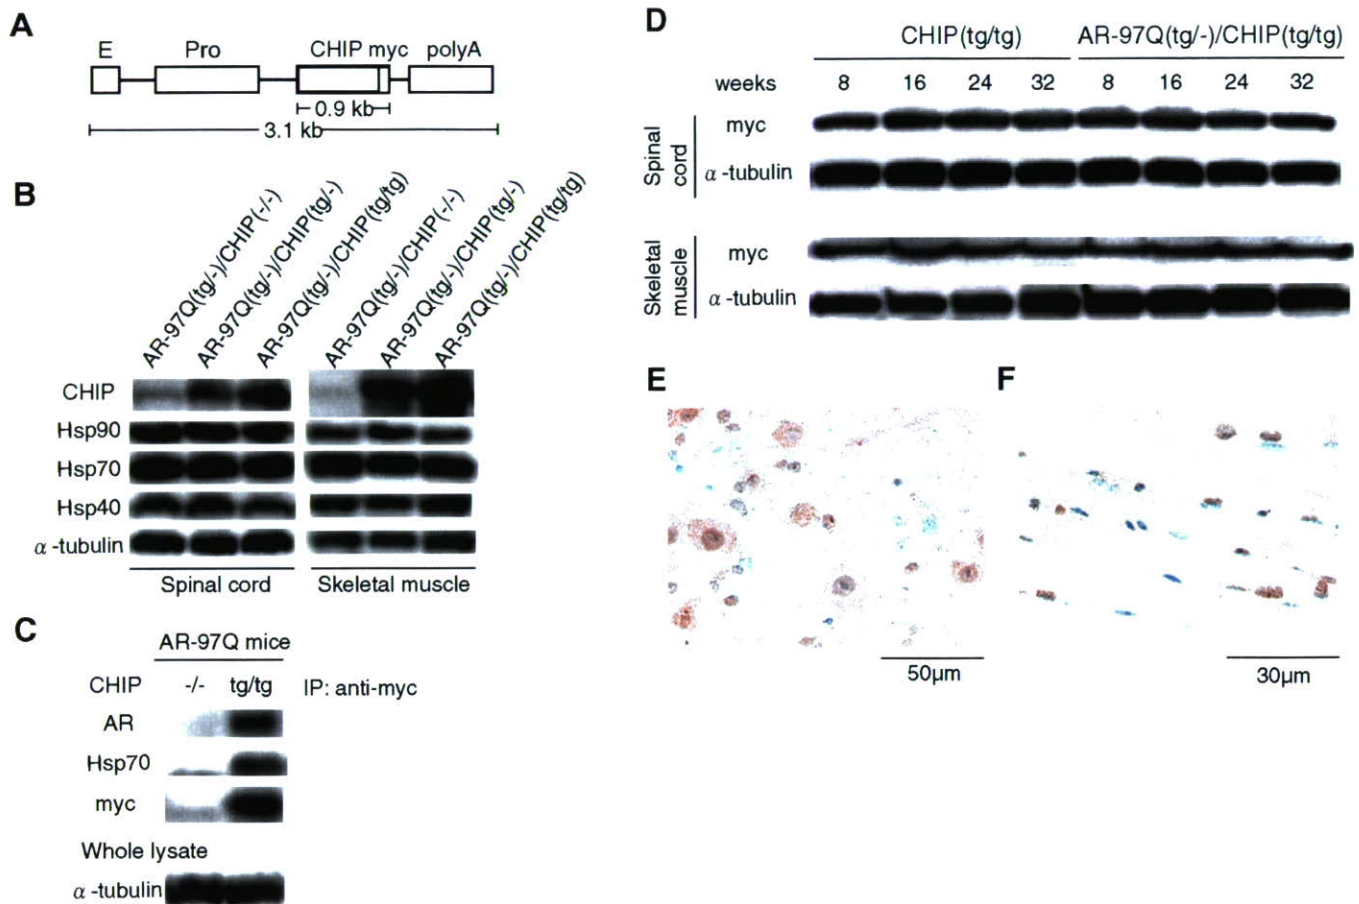 A
E Pro CHIP myc polyA
0.9 kb
3.1 kb
B
AR-97Q(tg/-)/CHIP(-/-)
AR-97Q(tg/-)/CHIP(tg/-)
AR-97Q(tg/-)/CHIP(tg/tg)
AR-97Q(tg/-)/CHIP(-/-)
AR-97Q(tg/-)/CHIP(tg/-)
AR-97Q(tg/-)/CHIP(tg/tg)
CHIP
Hsp90
Hsp70
Hsp40
α-tubulin
Spinal cord Skeletal muscle
C
AR-97Q mice
CHIP -/- tg/tg IP: anti-myc
AR
Hsp70
myc
Whole lysate
α-tubulin
D
CHIP(tg/tg) AR-97Q(tg/-)/CHIP(tg/tg)
weeks 8 16 24 32 8 16 24 32
Spinal
cord
myc
α-tubulin
Skeletal
muscle
myc
α-tubulin
E
50μm
F
30μm